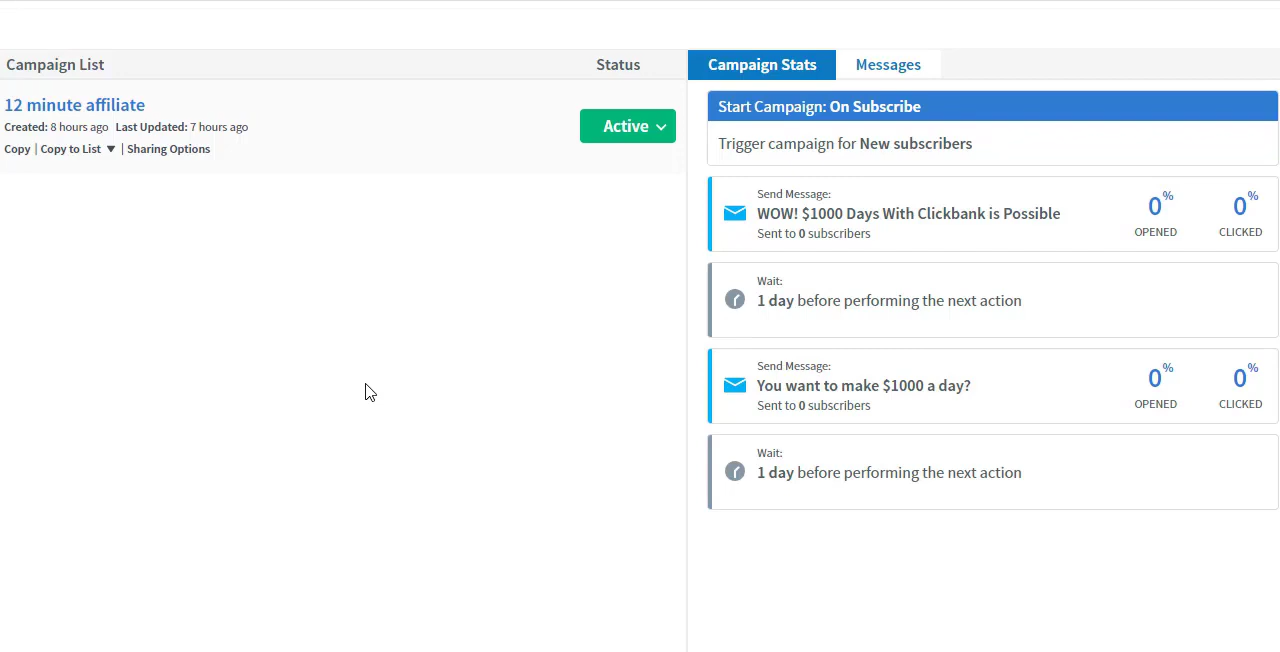 Campaign List
Status
12 minute affiliate
Created: 8 hours ago Last Updated: 7 hours ago
Copy | Copy to List ▼ | Sharing Options
Active
Campaign Stats
Messages
Start Campaign: On Subscribe
Trigger campaign for New subscribers
Send Message:
WOW! $1000 Days With Clickbank is Possible
Sent to 0 subscribers
0%
OPENED
0%
CLICKED
Wait:
1 day before performing the next action
Send Message:
You want to make $1000 a day?
Sent to 0 subscribers
0%
OPENED
0%
CLICKED
Wait:
1 day before performing the next action